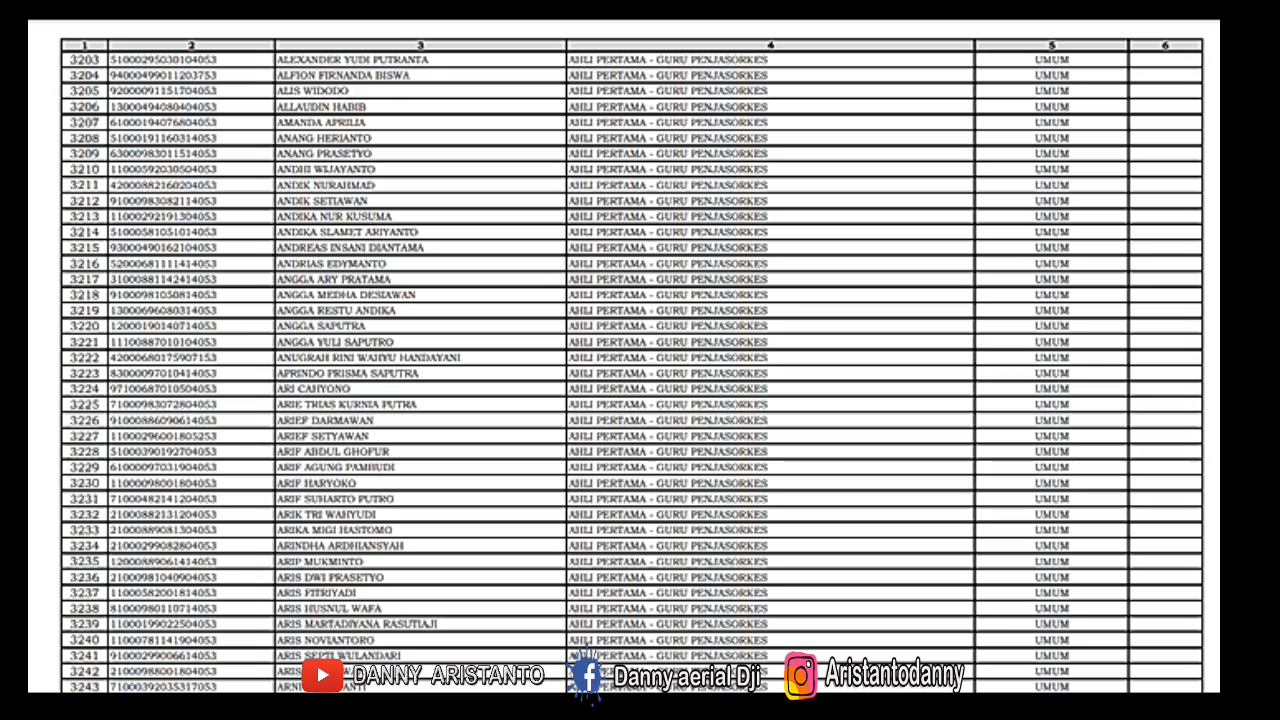 1 2 3 4 5 6
3203 51000295030104053 ALEXANDER YUDI PUTRANTA AHLI PERTAMA - GURU PENJASORKES UMUM
3204 94000499011203753 ALFION FIRNANDA BISWA AHLI PERTAMA - GURU PENJASORKES UMUM
3205 92000091151704053 ALIS WIDODO AHLI PERTAMA - GURU PENJASORKES UMUM
3206 13000494080404053 ALLAUDIN HABIB AHLI PERTAMA - GURU PENJASORKES UMUM
3207 61000194076804053 AMANDA APRILIA AHLI PERTAMA - GURU PENJASORKES UMUM
3208 51000191160314053 ANANG HERIANTO AHLI PERTAMA - GURU PENJASORKES UMUM
3209 63000983011514053 ANANG PRASETYO AHLI PERTAMA - GURU PENJASORKES UMUM
3210 11000592030504053 ANDHI WIJAYANTO AHLI PERTAMA - GURU PENJASORKES UMUM
3211 42000882160204053 ANDIK NURAHMAD AHLI PERTAMA - GURU PENJASORKES UMUM
3212 91000983082114053 ANDIK SETIAWAN AHLI PERTAMA - GURU PENJASORKES UMUM
3213 11000292191304053 ANDIKA NUR KUSUMA AHLI PERTAMA - GURU PENJASORKES UMUM
3214 51000581051014053 ANDIKA SLAMET ARIYANTO AHLI PERTAMA - GURU PENJASORKES UMUM
3215 93000490162104053 ANDREAS INSANI DIANTAMA AHLI PERTAMA - GURU PENJASORKES UMUM
3216 52000681111414053 ANDRIAS EDYMANTO AHLI PERTAMA - GURU PENJASORKES UMUM
3217 31000881142414053 ANGGA ARY PRATAMA AHLI PERTAMA - GURU PENJASORKES UMUM
3218 91000981050814053 ANGGA MEDHA DESIAWAN AHLI PERTAMA - GURU PENJASORKES UMUM
3219 13000696080314053 ANGGA RESTU ANDIKA AHLI PERTAMA - GURU PENJASORKES UMUM
3220 12000190140714053 ANGGA SAPUTRA AHLI PERTAMA - GURU PENJASORKES UMUM
3221 11100887010104053 ANGGA YULI SAPUTRO AHLI PERTAMA - GURU PENJASORKES UMUM
3222 42000680175907153 ANUGRAH RINI WAHYU HANDAYANI AHLI PERTAMA - GURU PENJASORKES UMUM
3223 83000097010414053 APRINDO PRISMA SAPUTRA AHLI PERTAMA - GURU PENJASORKES UMUM
3224 97100687010504053 ARI CAHYONO AHLI PERTAMA - GURU PENJASORKES UMUM
3225 71000983072804053 ARIE TRIAS KURNIA PUTRA AHLI PERTAMA - GURU PENJASORKES UMUM
3226 91000886090614053 ARIEF DARMAWAN AHLI PERTAMA - GURU PENJASORKES UMUM
3227 11000296001805253 ARIEF SETYAWAN AHLI PERTAMA - GURU PENJASORKES UMUM
3228 51000390192704053 ARIF ABDUL GHOFUR AHLI PERTAMA - GURU PENJASORKES UMUM
3229 61000097031904053 ARIF AGUNG PAMBUDI AHLI PERTAMA - GURU PENJASORKES UMUM
3230 11000098001804053 ARIF HARYOKO AHLI PERTAMA - GURU PENJASORKES UMUM
3231 71000482141204053 ARIF SUHARTO PUTRO AHLI PERTAMA - GURU PENJASORKES UMUM
3232 21000882131204053 ARIK TRI WAHYUDI AHLI PERTAMA - GURU PENJASORKES UMUM
3233 21000889081304053 ARIKA MIGI HASTOMO AHLI PERTAMA - GURU PENJASORKES UMUM
3234 21000299082804053 ARINDHA ARDHIANSYAH AHLI PERTAMA - GURU PENJASORKES UMUM
3235 12000889061414053 ARIP MUKMINTO AHLI PERTAMA - GURU PENJASORKES UMUM
3236 21000981040904053 ARIS DWI PRASETYO AHLI PERTAMA - GURU PENJASORKES UMUM
3237 11000582001814053 ARIS FITRIYADI AHLI PERTAMA - GURU PENJASORKES UMUM
3238 81000980110714053 ARIS HUSNUL WAFA AHLI PERTAMA - GURU PENJASORKES UMUM
3239 11000199022504053 ARIS MARTADIYANA RASUTIAJI AHLI PERTAMA - GURU PENJASORKES UMUM
3240 11000781141904053 ARIS NOVIANTORO AHLI PERTAMA - GURU PENJASORKES UMUM
3241 91000299006614053 ARIS SEPTI WULANDARI AHLI PERTAMA - GURU PENJASORKES UMUM
3242 21000988001804053 ARIS UMUM
3243 71000392035317053 UMUM
DANNY ARISTANTO Danny aerial Dji Aristantodanny